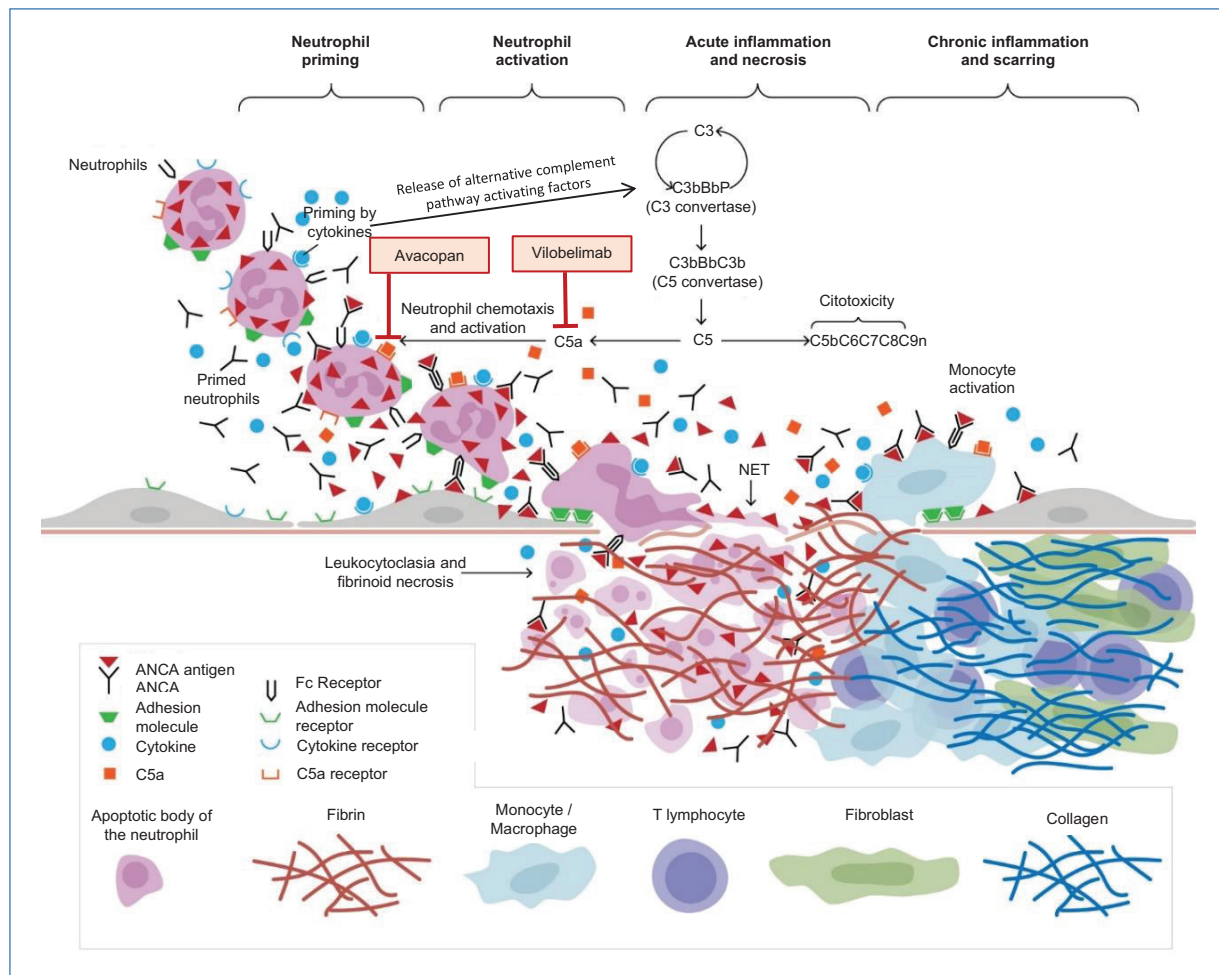 Neutrophil
priming
Neutrophil
activation
Acute inflammation
and necrosis
Chronic inflammation
and scarring
Neutrophils
Priming by
cytokines
Release of alternative complement
pathway activating factors
C3
C3bBbP
(C3 convertase)
C3bBbC3b
(C5 convertase)
Avacopan
Vilobelimab
Neutrophil chemotaxis
and activation
C5a
C5
Citotoxicity
C5bC6C7C8C9n
Primed
neutrophils
Monocyte
activation
NET
Leukocytoclasia and
fibrinoid necrosis
ANCA antigen
ANCA
Adhesion
molecule
Cytokine
C5a
Fc Receptor
Adhesion molecule
receptor
Cytokine receptor
C5a receptor
Apoptotic body of
the neutrophil
Fibrin
Monocyte /
Macrophage
T lymphocyte
Fibroblast
Collagen